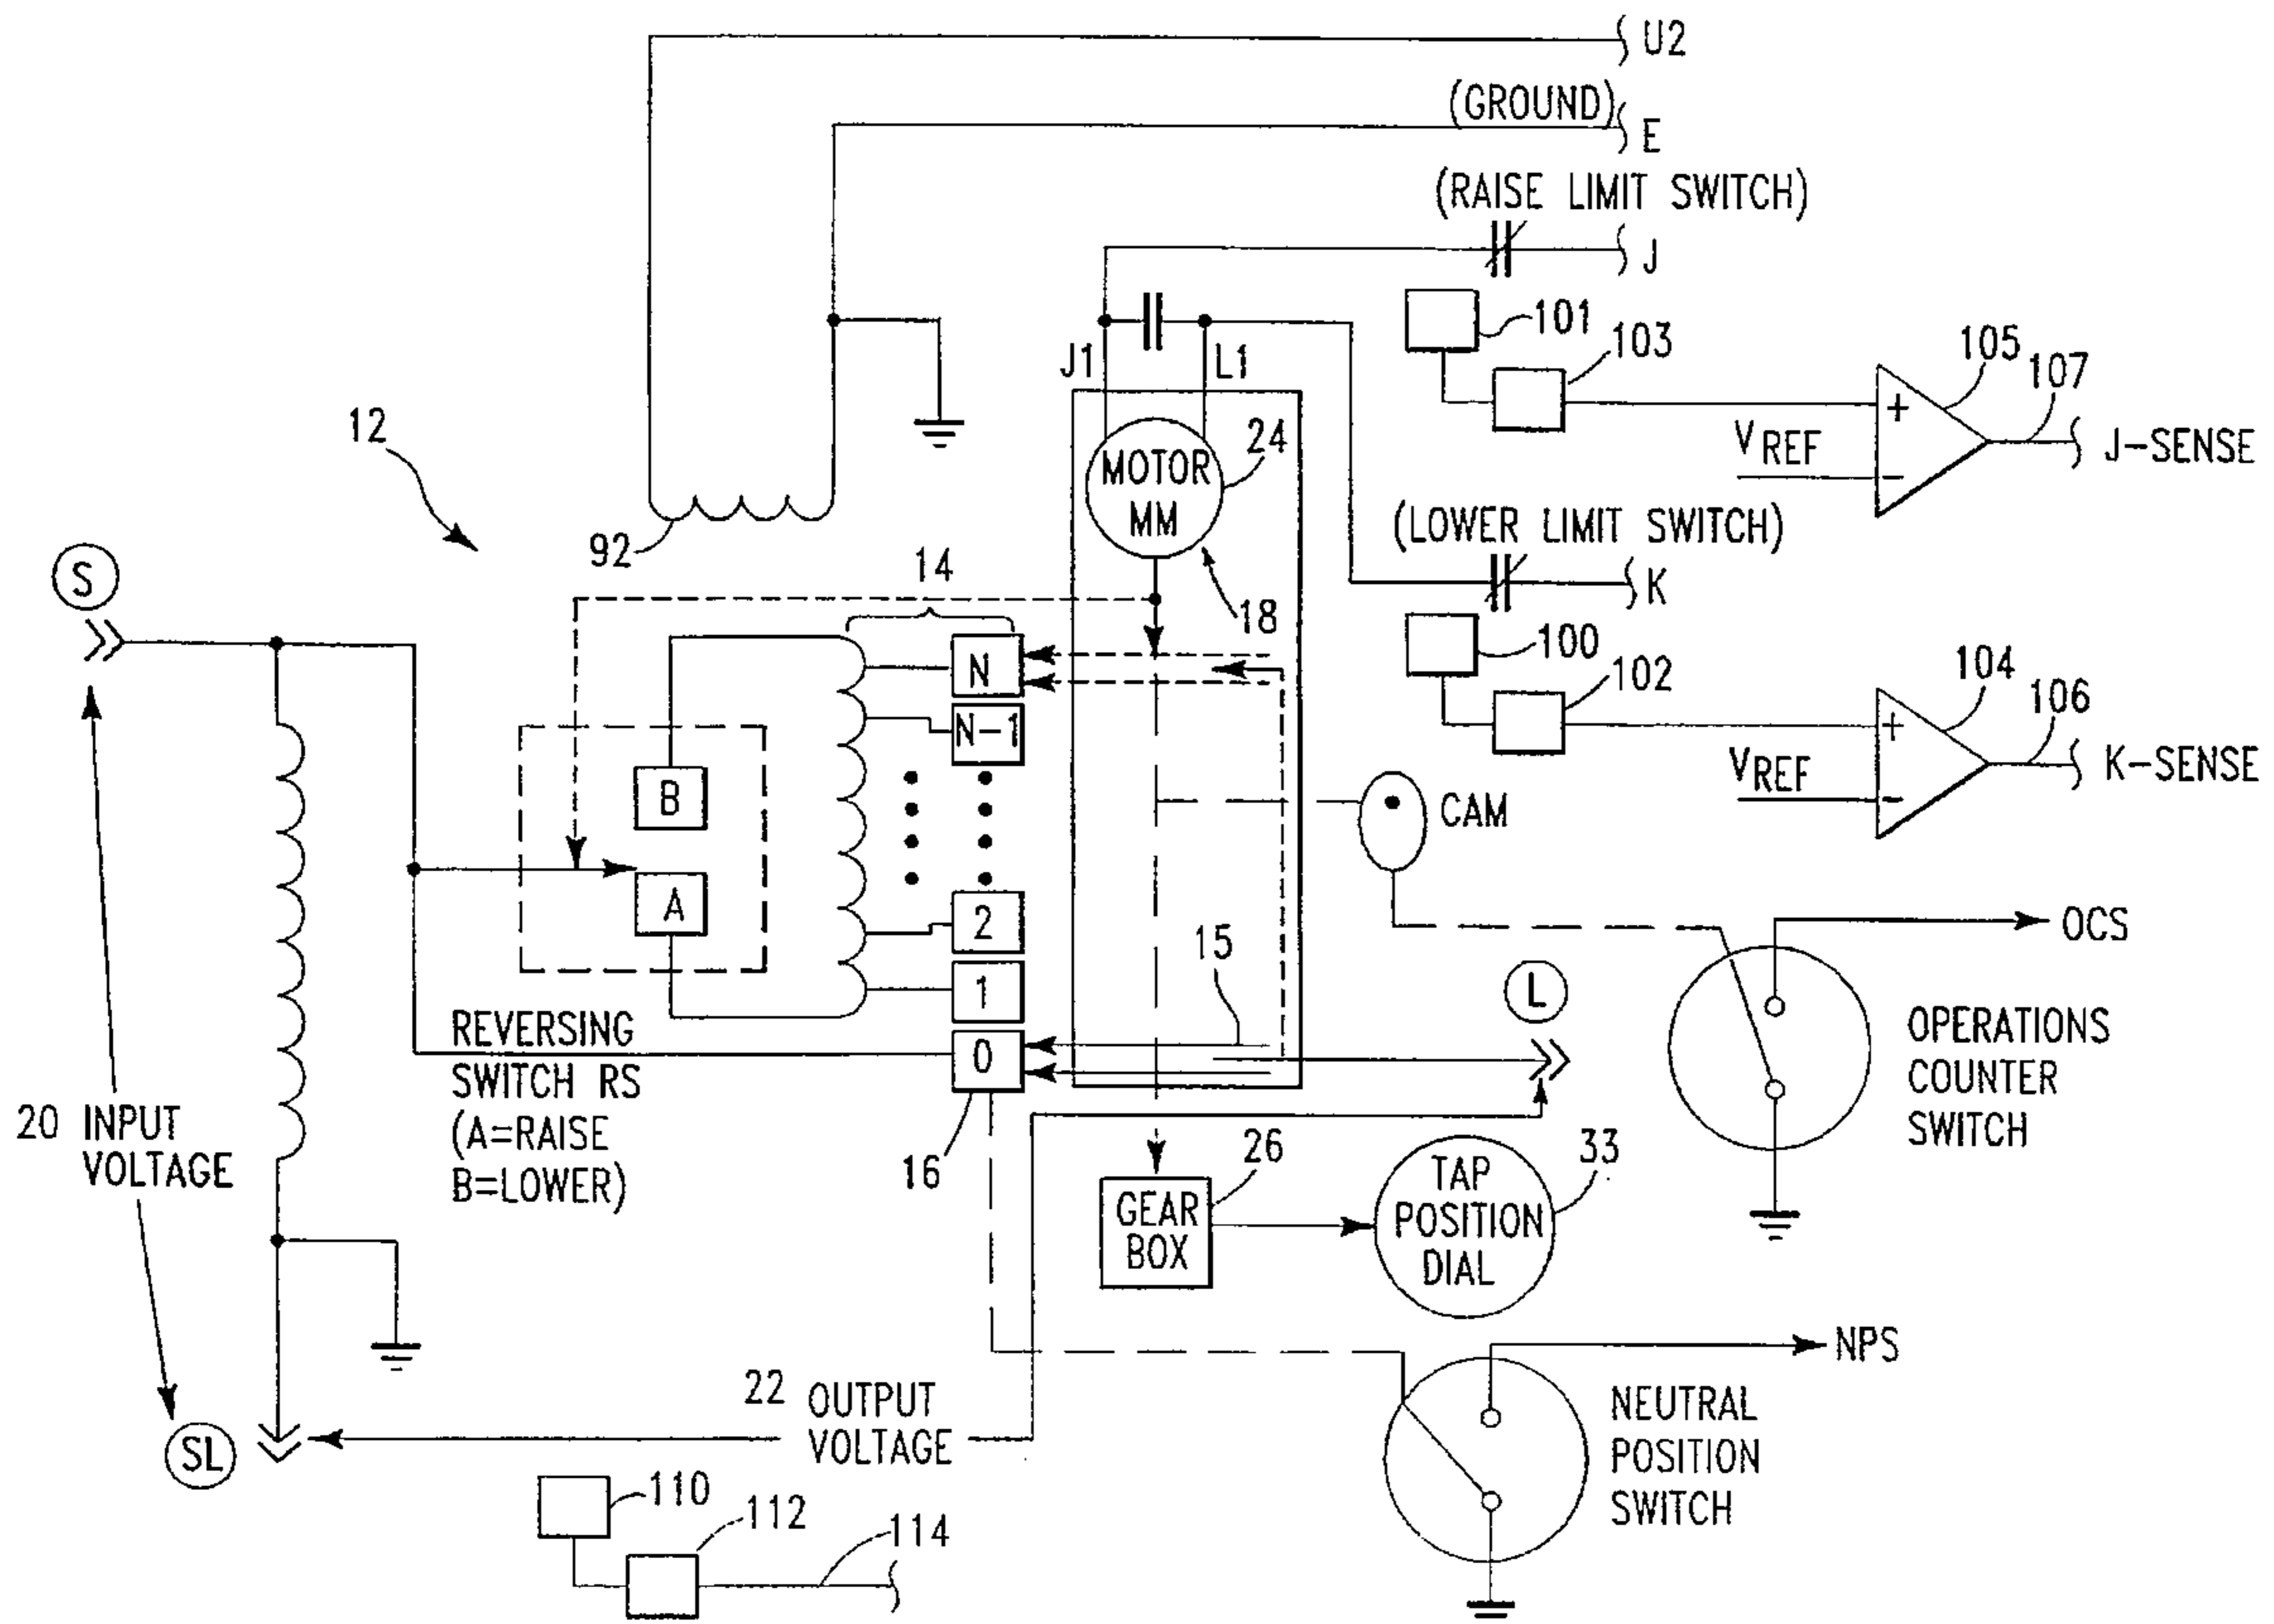 U2
(GROUND)
E
(RAISE LIMIT SWITCH)
J
101
103
105
107
J1
L1
12
MOTOR
MM
24
VREF
+
−
J-SENSE
92
14
(LOWER LIMIT SWITCH)
K
S
18
100
102
104
106
N
N-1
VREF
+
−
K-SENSE
B
CAM
A
2
15
OCS
1
L
REVERSING
SWITCH RS
(A=RAISE
B=LOWER)
0
OPERATIONS
COUNTER
SWITCH
20 INPUT
VOLTAGE
16
26
33
GEAR
BOX
TAP
POSITION
DIAL
NPS
22 OUTPUT
VOLTAGE
NEUTRAL
POSITION
SWITCH
SL
110
112
114